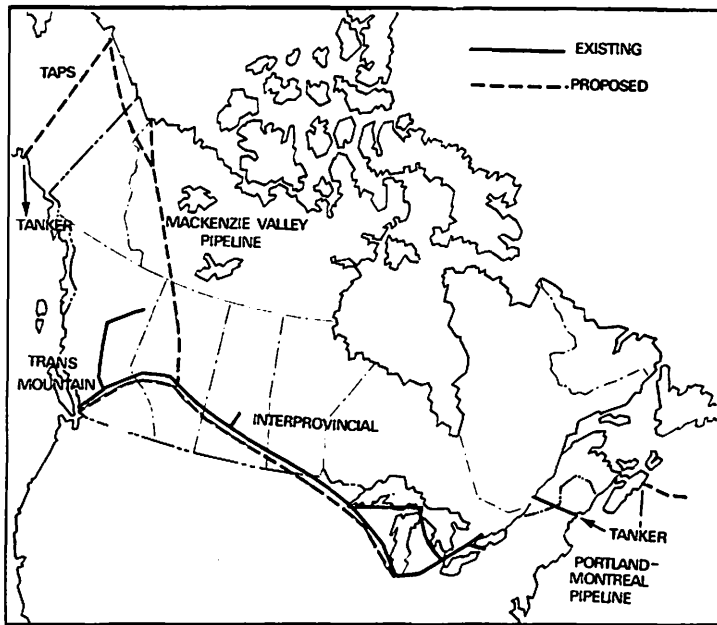 EXISTING
TAPS
PROPOSED
TANKER
MACKENZIE VALLEY
PIPELINE
TRANS
MOUNTAIN
INTERPROVINCIAL
TANKER
PORTLAND-
MONTREAL
PIPELINE